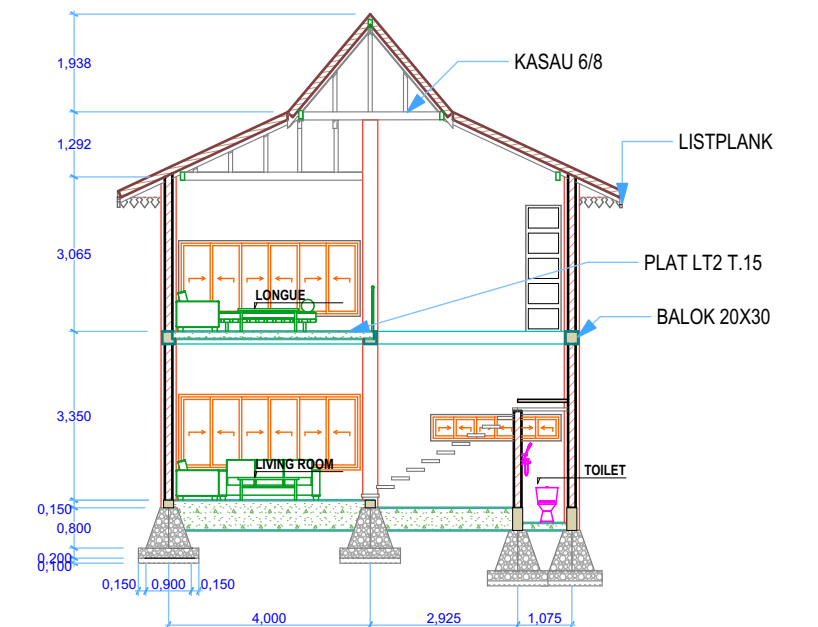 1,938
KASAU 6/8
1,292
LISTPLANK
3,065
PLAT LT2 T.15
LONGUE
BALOK 20X30
3,350
LIVING ROOM
TOILET
0,150
0,800
0,200
0,100
0,150 0,900 0,150
4,000 2,925 1,075